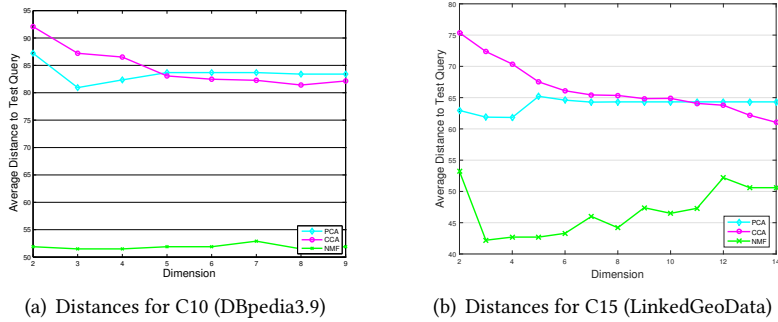 95
90
85
80
75
70
65
60
55
50
Average Distance to Test Query
2 3 4 5 6 7 8 9
Dimension
PCA
CCA
NMF
(a) Distances for C10 (DBpedia3.9)
85
80
75
70
65
60
55
50
45
40
Average Distance to Test Query
2 4 6 8 10 12 14
Dimension
PCA
CCA
NMF
(b) Distances for C15 (LinkedGeoData)